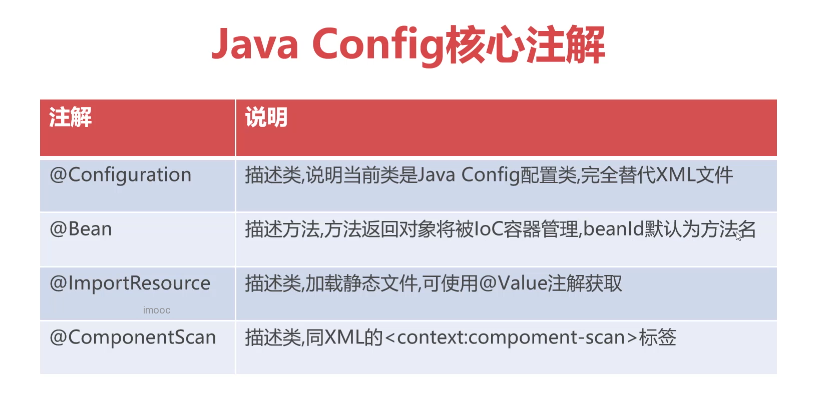 Java Config核心注解
注解 说明
@Configuration 描述类,说明当前类是Java Config配置类,完全替代XML文件
@Bean 描述方法,方法返回对象将被IoC容器管理,beanId默认为方法名
@ImportResource 描述类,加载静态文件,可使用@Value注解获取
imooc
@ComponentScan 描述类,同XML的<context:compoment-scan>标签